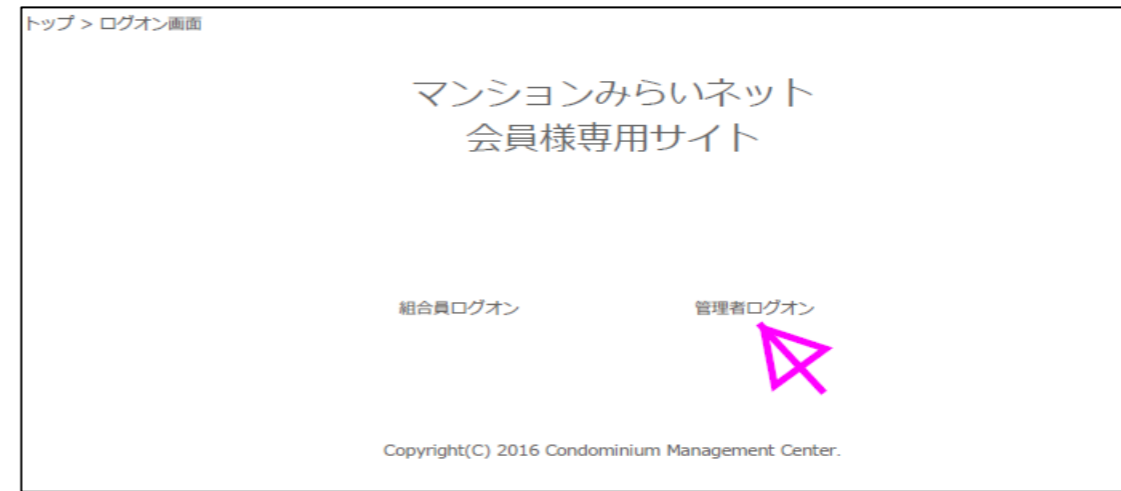 トップ > ログオン画面
マンションみらいネット
会員様専用サイト
組合員ログオン 管理者ログオン
Copyright(C) 2016 Condominium Management Center.